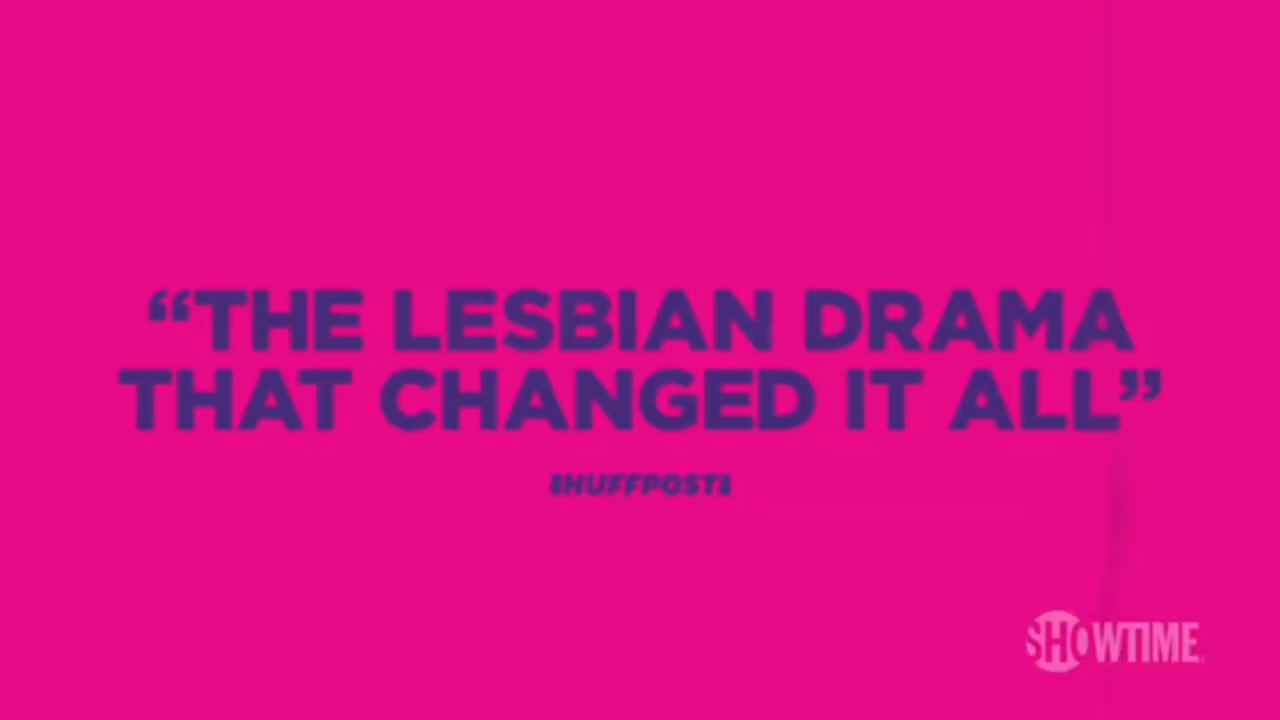 “THE LESBIAN DRAMA
THAT CHANGED IT ALL”
HUFFPOST
SHOWTIME